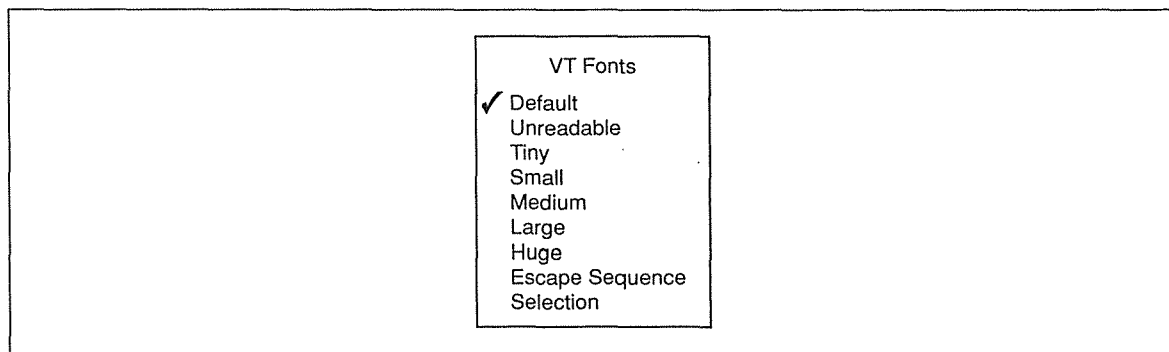 VT Fonts
✓ Default
Unreadable
Tiny
Small
Medium
Large
Huge
Escape Sequence
Selection